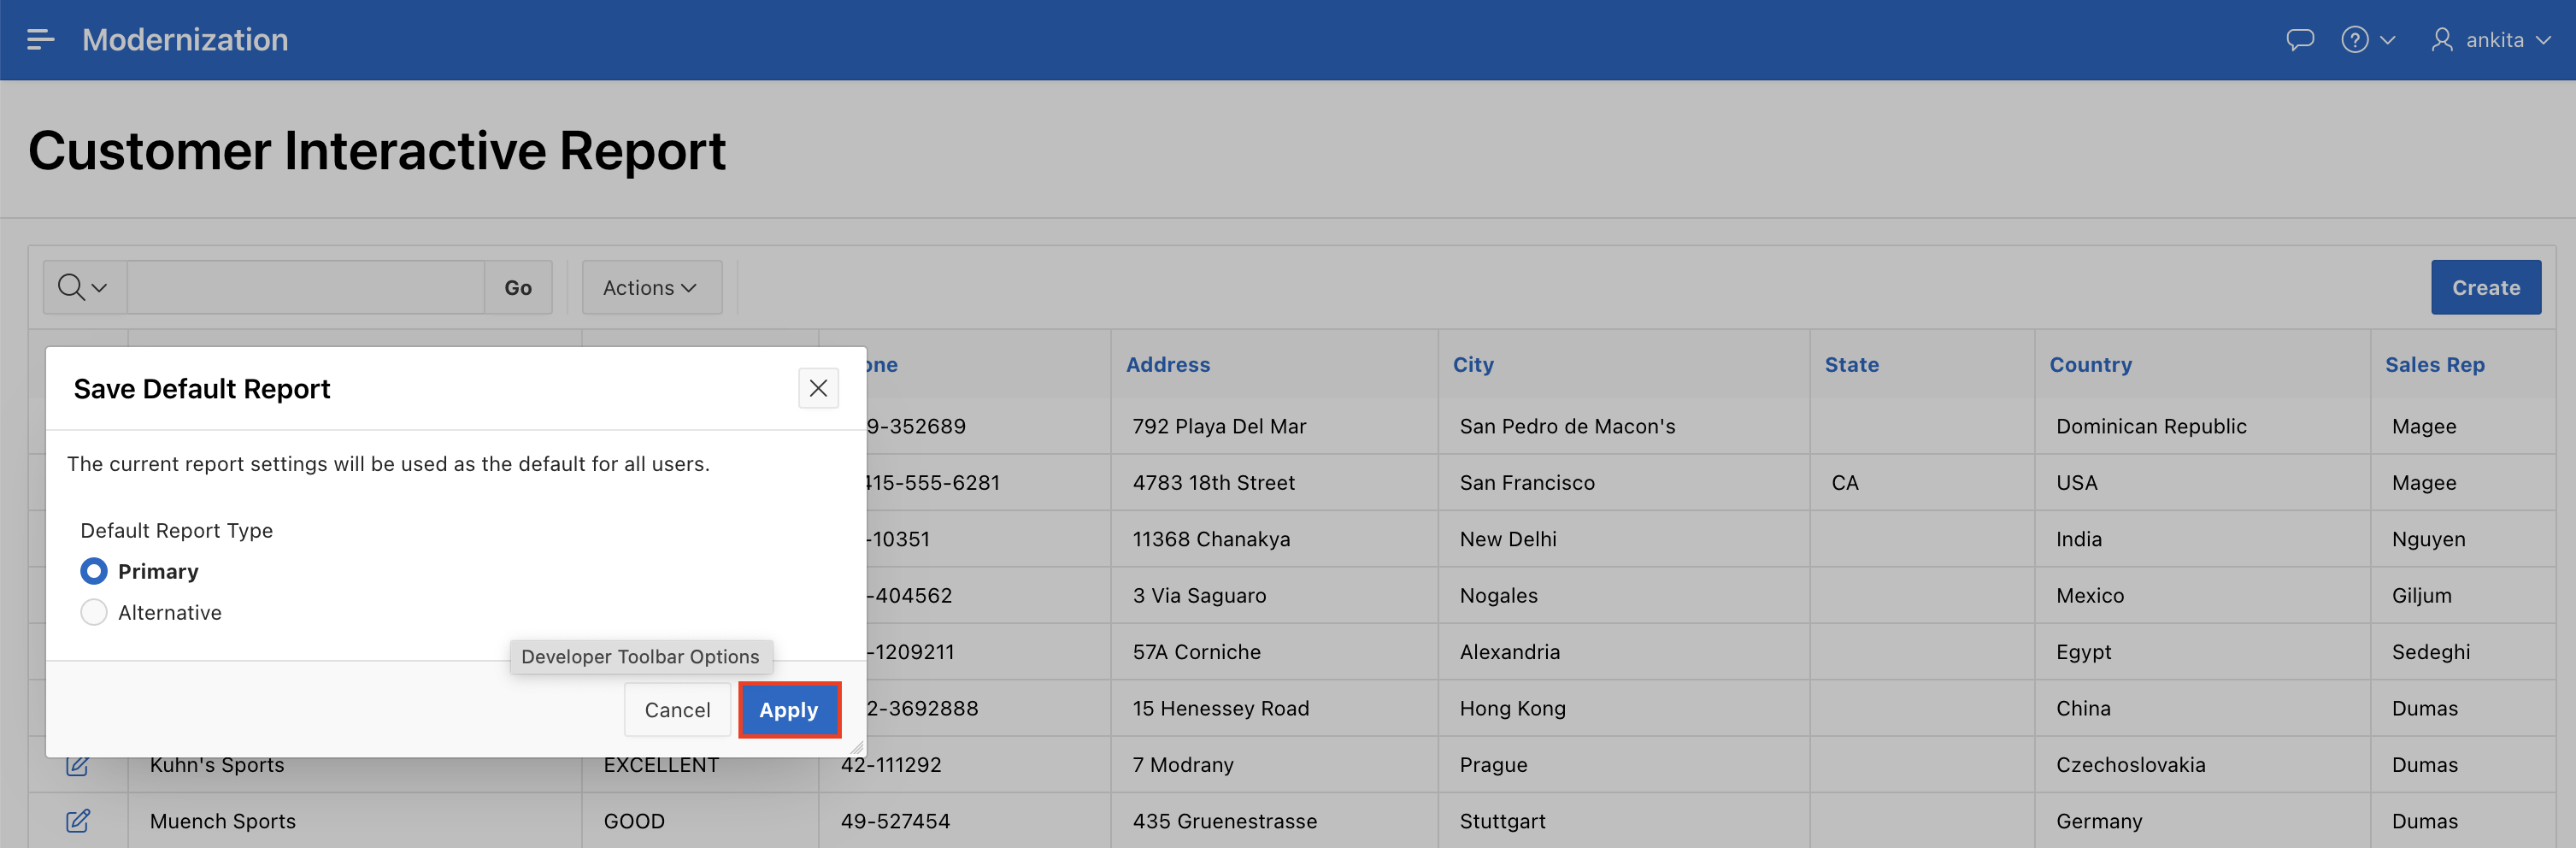 Modernization
ankita
Customer Interactive Report
Go
Actions
Create
one Address City State Country Sales Rep
Save Default Report
The current report settings will be used as the default for all users.
Default Report Type
Primary
Alternative
Developer Toolbar Options
Cancel
Apply
9-352689 792 Playa Del Mar San Pedro de Macon's Dominican Republic Magee
415-555-6281 4783 18th Street San Francisco CA USA Magee
-10351 11368 Chanakya New Delhi India Nguyen
-404562 3 Via Saguaro Nogales Mexico Giljum
-1209211 57A Corniche Alexandria Egypt Sedeghi
2-3692888 15 Henessey Road Hong Kong China Dumas
Kuhn's Sports EXCELLENT 42-111292 7 Modrany Prague Czechoslovakia Dumas
Muench Sports GOOD 49-527454 435 Gruenestrasse Stuttgart Germany Dumas